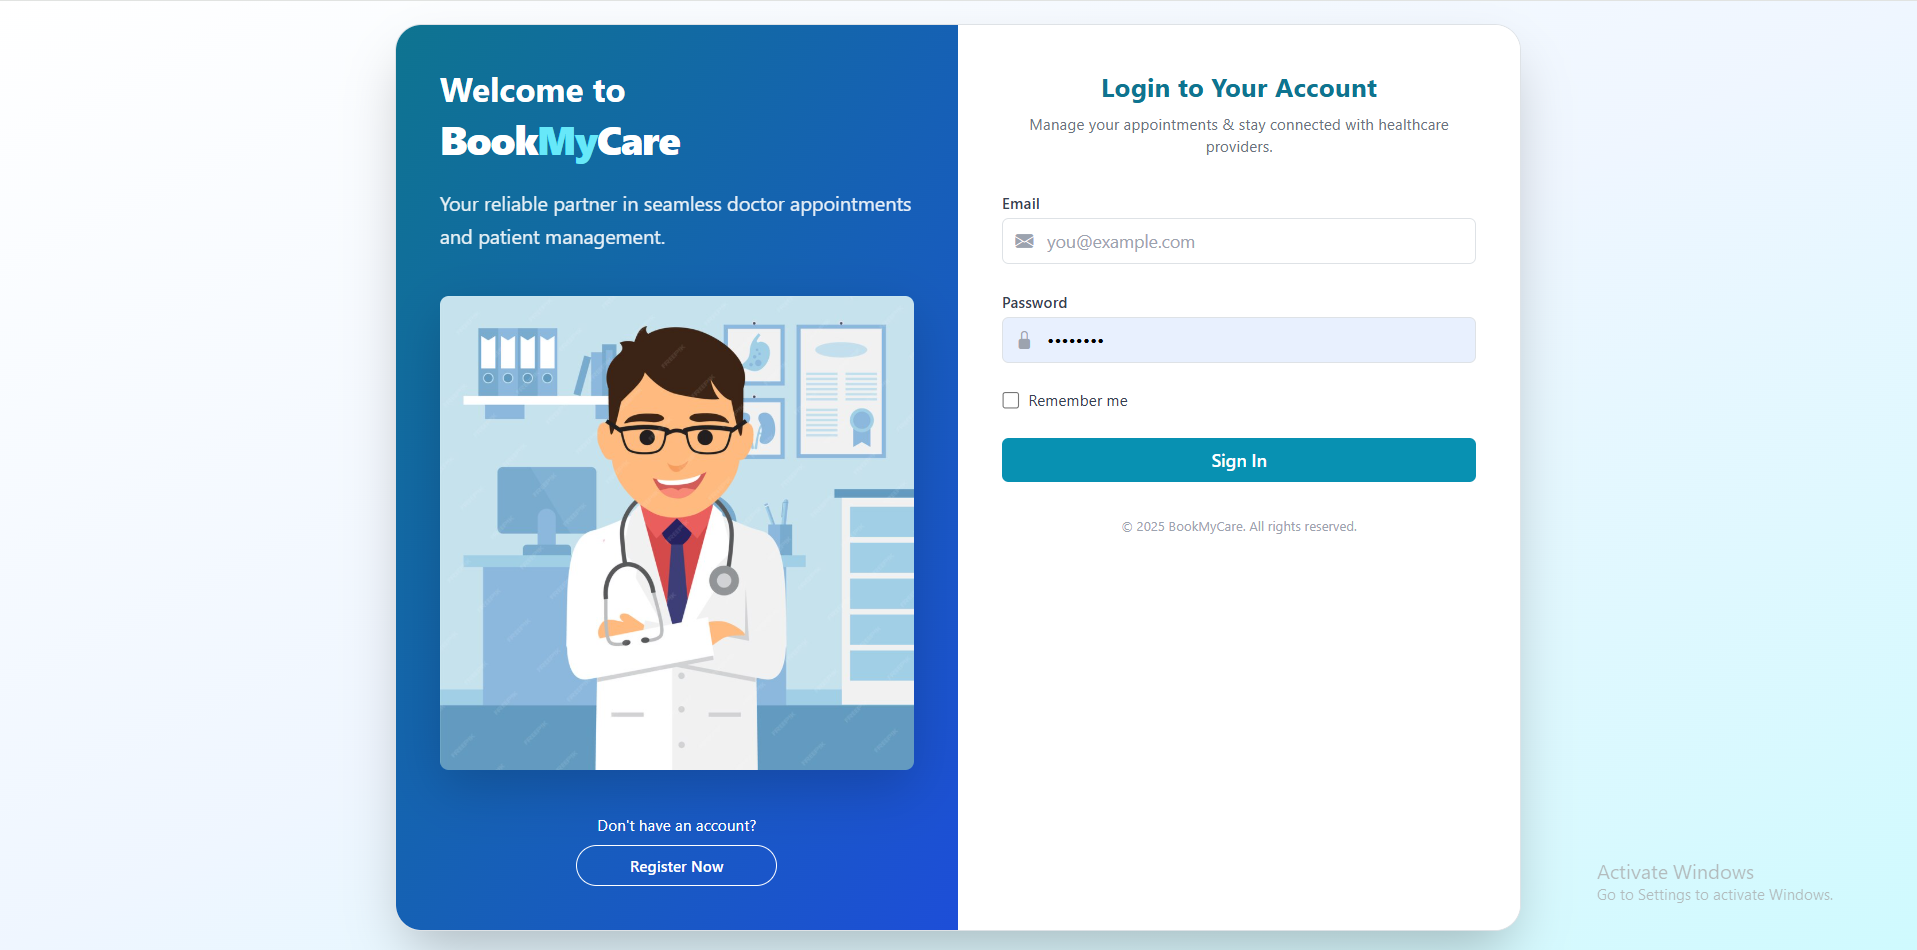 Welcome to
BookMyCare
Your reliable partner in seamless doctor appointments
and patient management.
Don't have an account?
Register Now
Login to Your Account
Manage your appointments & stay connected with healthcare
providers.
Email
you@example.com
Password
••••••••
Remember me
Sign In
© 2025 BookMyCare. All rights reserved.
Activate Windows
Go to Settings to activate Windows.